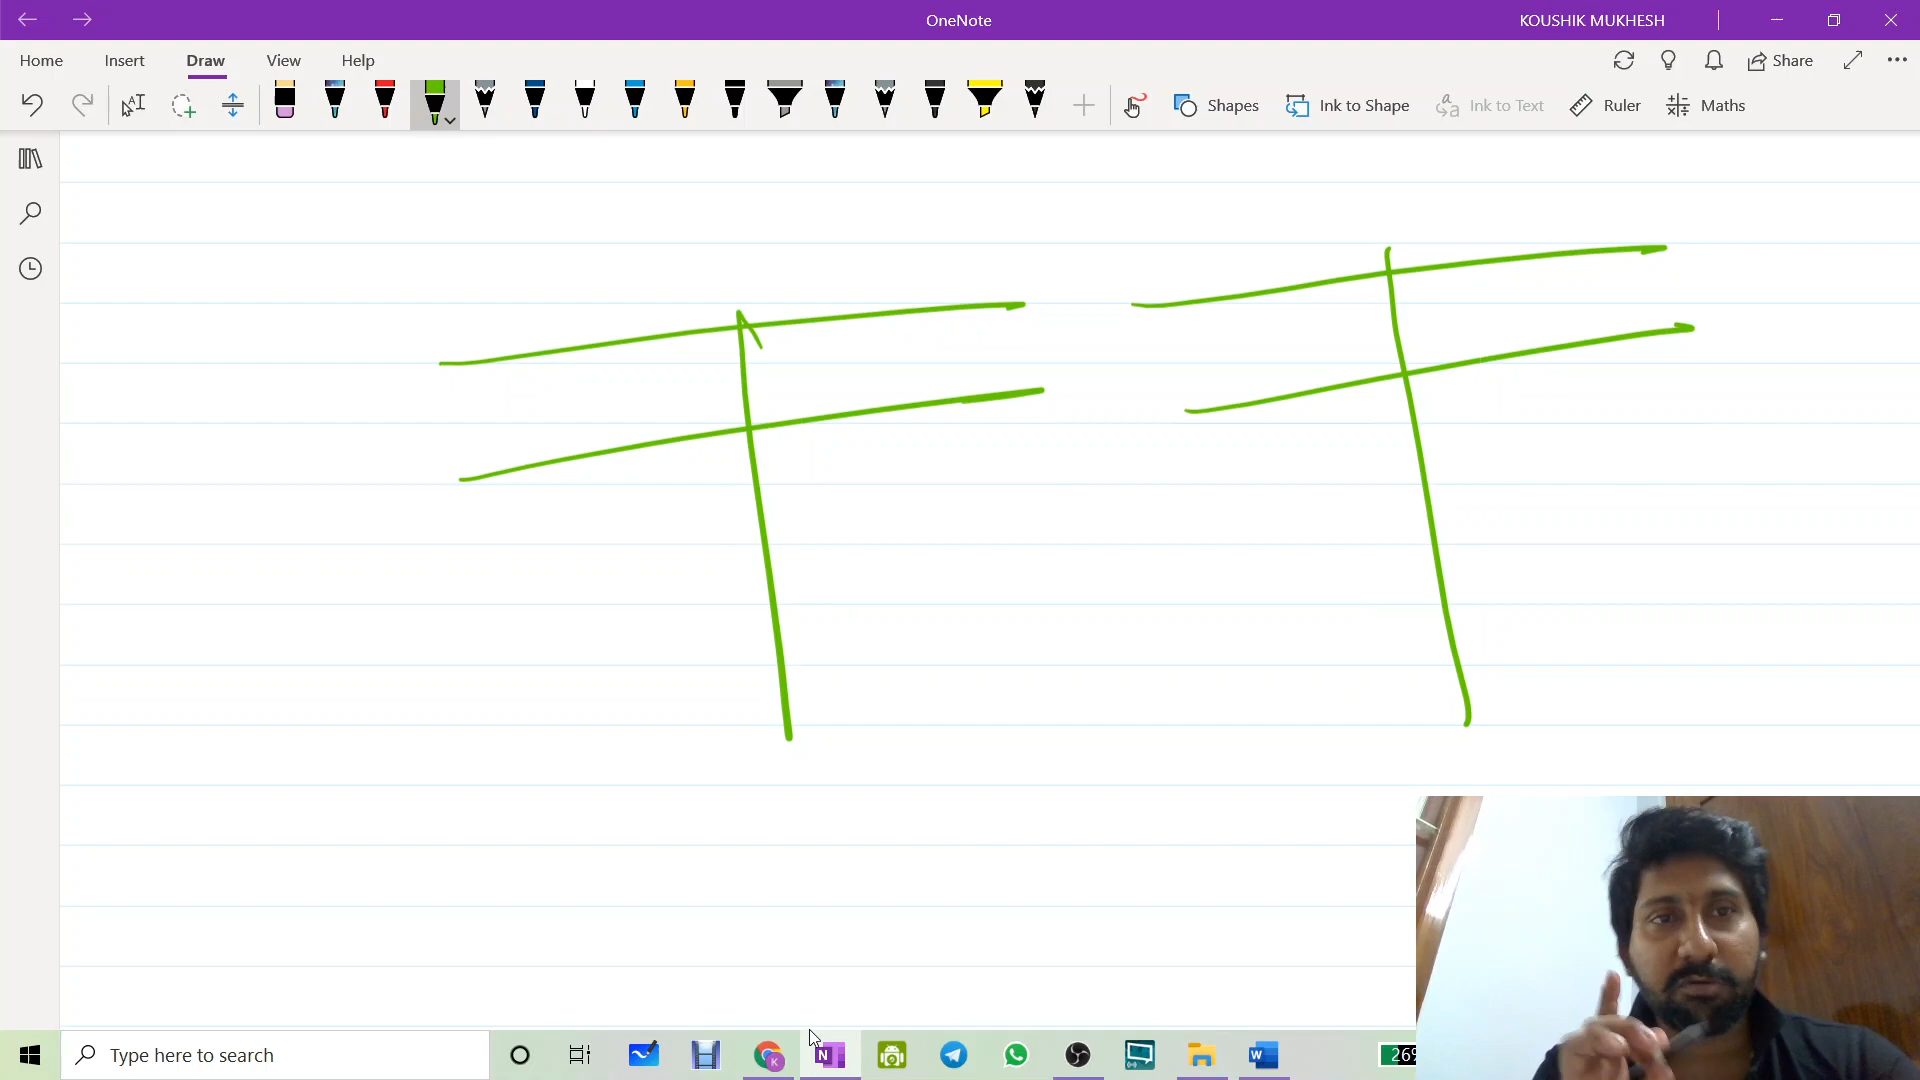 OneNote
KOUSHIK MUKHESH
Home Insert Draw View Help
Share
Shapes Ink to Shape Ink to Text Ruler Maths
Type here to search
26%